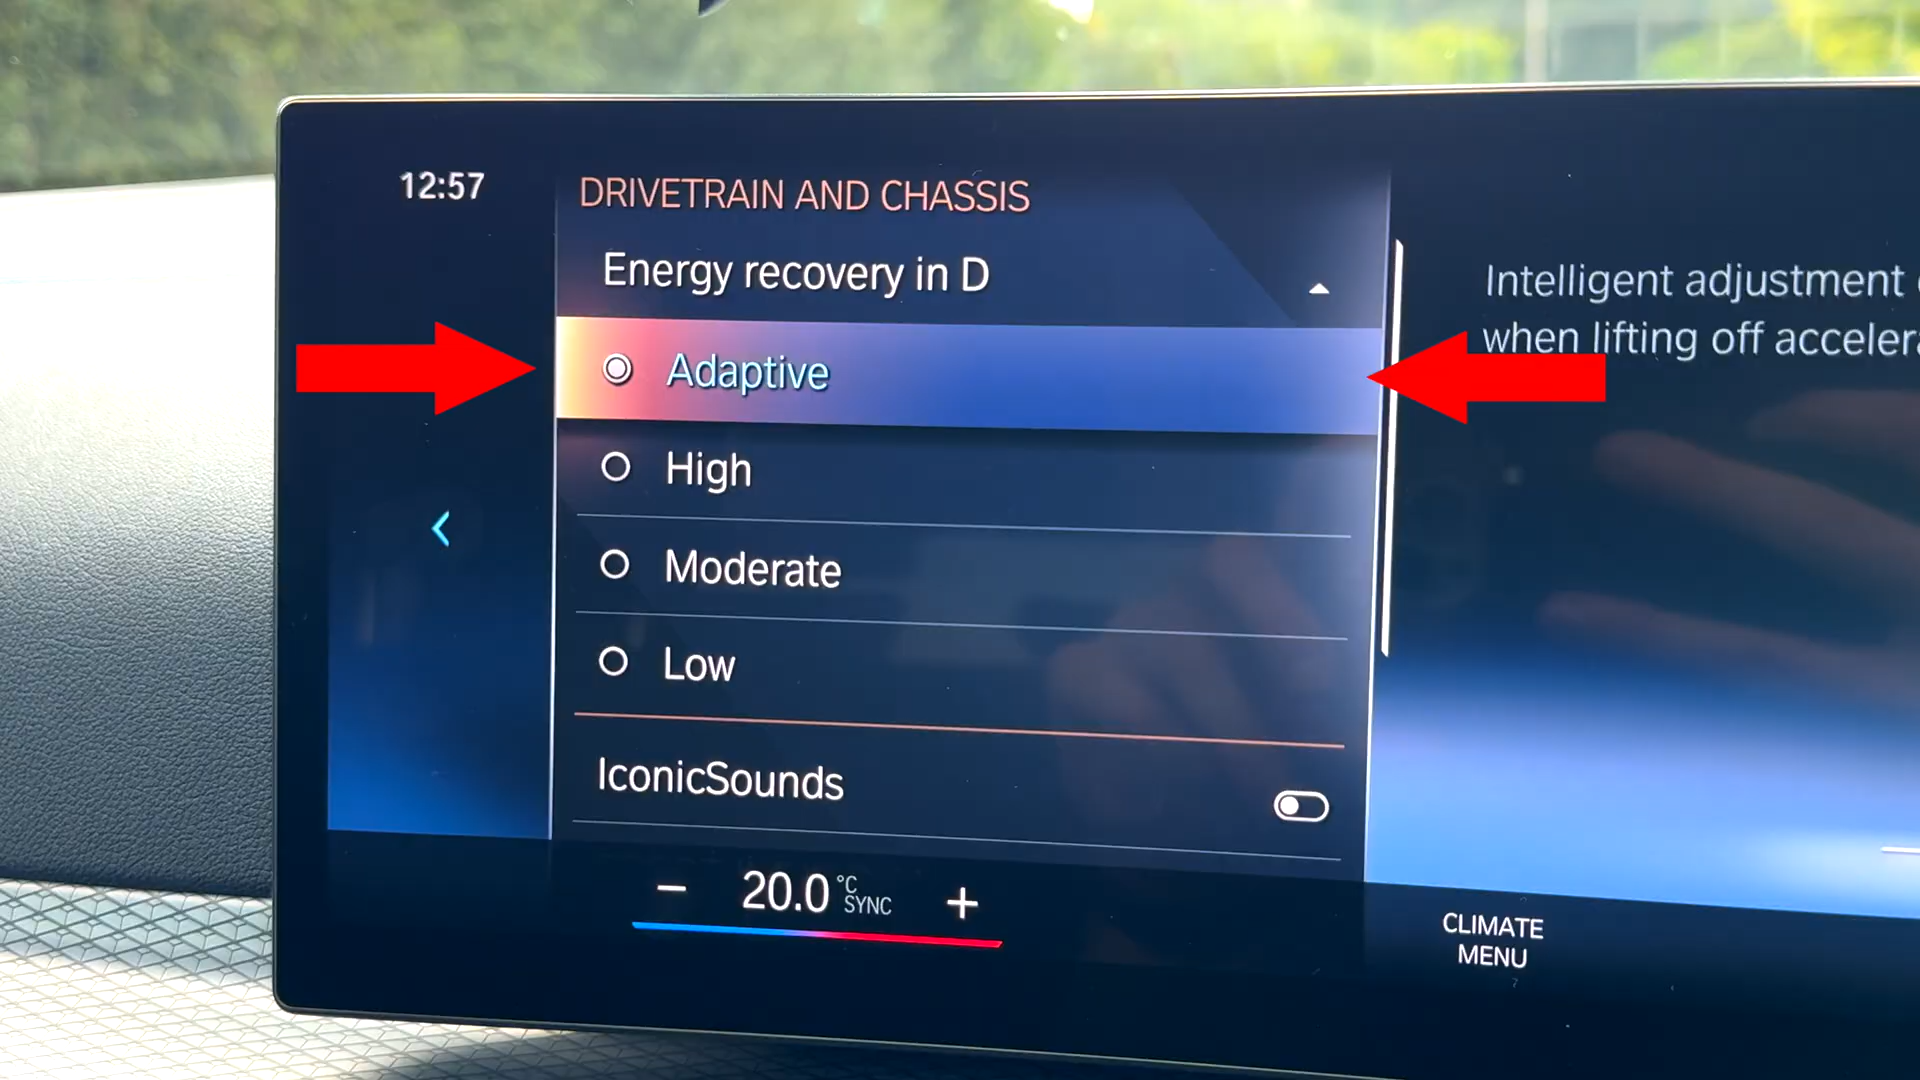 12:57
DRIVETRAIN AND CHASSIS
Energy recovery in D
Adaptive
High
Moderate
Low
IconicSounds
Intelligent adjustment
when lifting off
- 20.0 °C SYNC +
CLIMATE
MENU